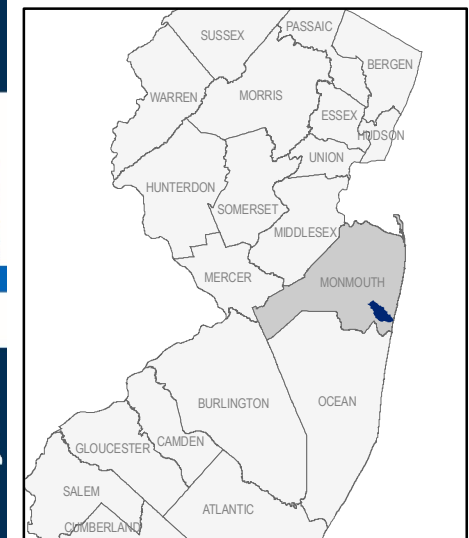 SUSSEX
PASSAIC
BERGEN
WARREN
MORRIS
ESSEX
HUDSON
UNION
HUNTERDON
SOMERSET
MIDDLESEX
MERCER
MONMOUTH
OCEAN
BURLINGTON
CAMDEN
GLOUCESTER
SALEM
ATLANTIC
CUMBERLAND